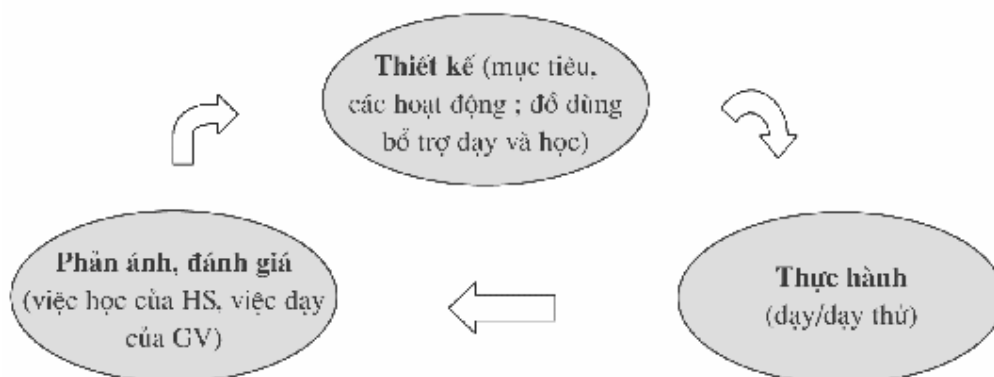 Thiết kế (mục tiêu,
các hoạt động ; đồ dùng
bổ trợ dạy và học)
Phản ánh, đánh giá
(việc học của HS, việc dạy
của GV)
Thực hành
(dạy/dạy thử)